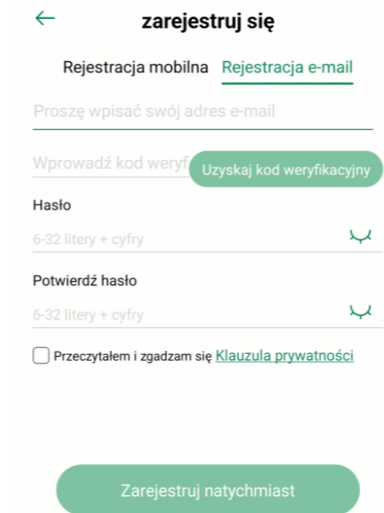 zarejestruj się
Rejestracja mobilna Rejestracja e-mail
Proszę wpisać swój adres e-mail
Wprowadź kod weryf Uzyskaj kod weryfikacyjny
Hasło
6-32 litery + cyfry
Potwierdź hasło
6-32 litery + cyfry
Przeczytałem i zgadzam się Klauzula prywatności
Zarejestruj natychmiast